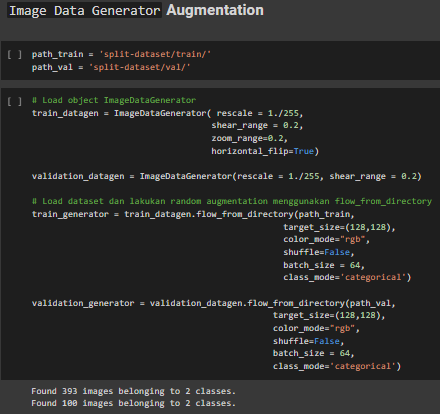 Image Data Generator Augmentation
[ ] path_train = 'split-dataset/train/'
path_val = 'split-dataset/val/'
[ ] # Load object ImageDataGenerator
train_datagen = ImageDataGenerator( rescale = 1./255,
shear_range = 0.2,
zoom_range=0.2,
horizontal_flip=True)
validation_datagen = ImageDataGenerator(rescale = 1./255, shear_range = 0.2)
# Load dataset dan lakukan random augmentation menggunakan flow_from_directory
train_generator = train_datagen.flow_from_directory(path_train,
target_size=(128,128),
color_mode="rgb",
shuffle=False,
batch_size = 64,
class_mode='categorical')
validation_generator = validation_datagen.flow_from_directory(path_val,
target_size=(128,128),
color_mode="rgb",
shuffle=False,
batch_size = 64,
class_mode='categorical')
Found 393 images belonging to 2 classes.
Found 100 images belonging to 2 classes.